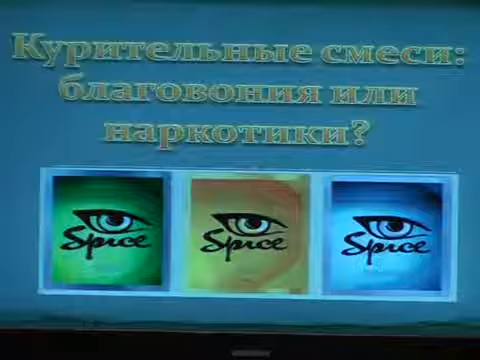 Курительные смеси:
благовония или
наркотики?
Spice Spice Spice